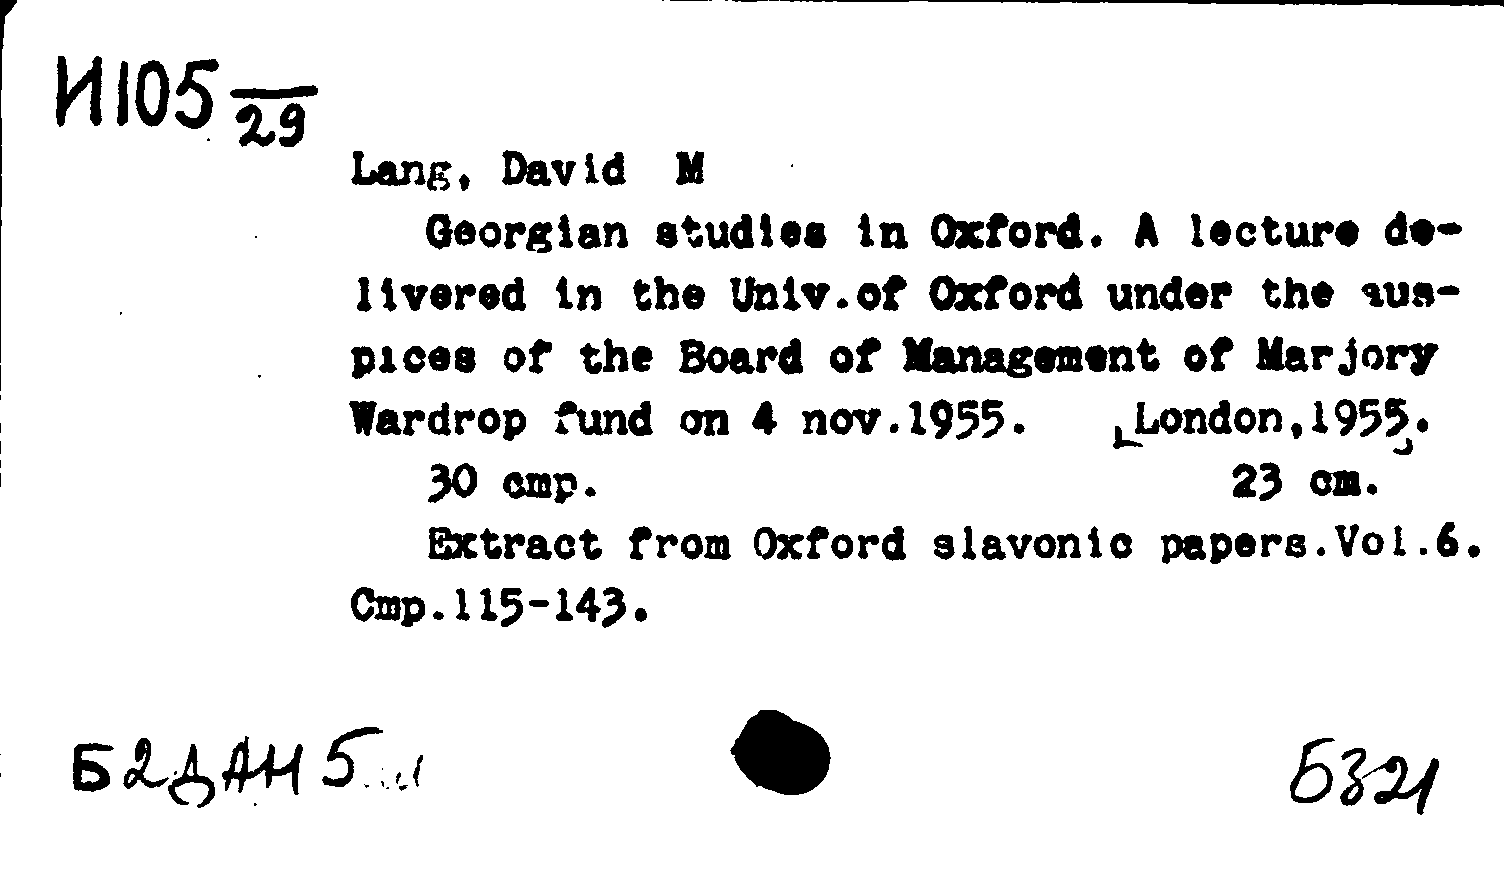 И105
29
Lang, David M
Georgian studies in Oxford. A lecture de-
livered in the Univ.of Oxford under the aus-
pices of the Board of Management of Marjory
Wardrop fund on 4 nov.1955. [London,1955].
30 стр. 23 см.
Extract from Oxford slavonic papers.Vol.6.
Стр.115-143.
Б2ДАН5 Б321